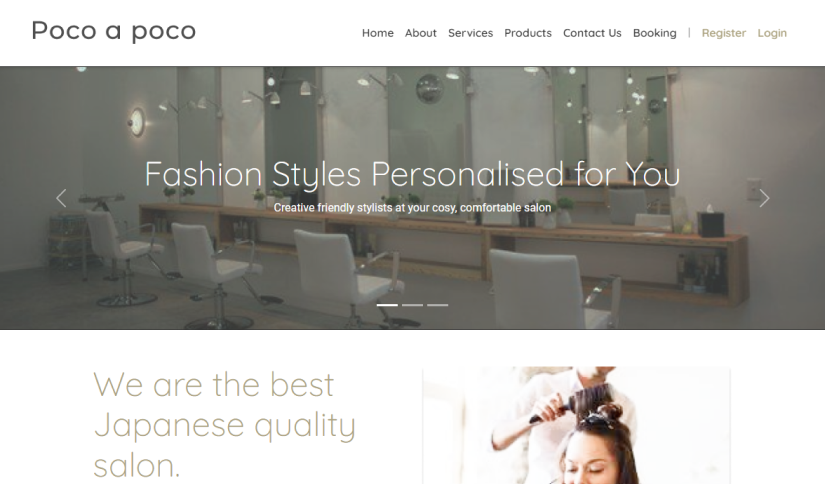 Poco a poco
Home About Services Products Contact Us Booking | Register Login
Fashion Styles Personalised for You
Creative friendly stylists at your cosy, comfortable salon
We are the best
Japanese quality
salon.